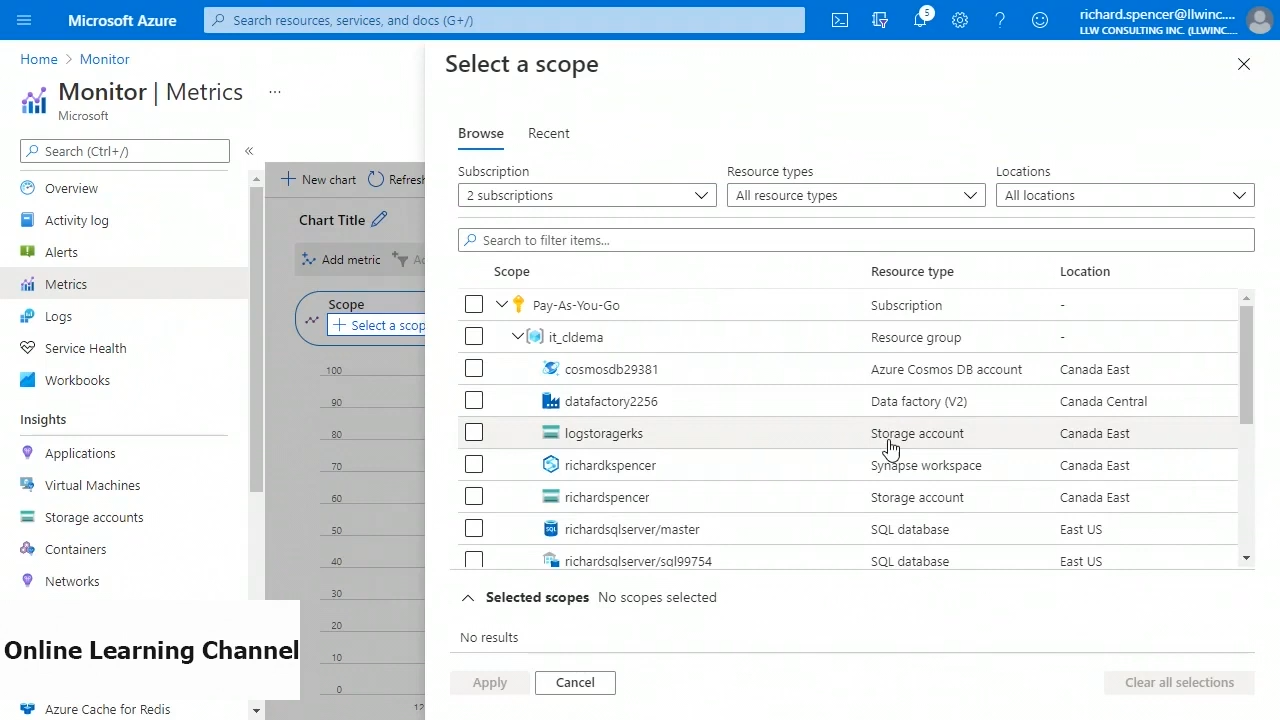 Microsoft Azure
Search resources, services, and docs (G+/)
5
richard.spencer@llwinc....
LLW CONSULTING INC. (LLWINC....
Home > Monitor
Monitor | Metrics ...
Microsoft
Search (Ctrl+/)
«
Overview
Activity log
Alerts
Metrics
Logs
Service Health
Workbooks
Insights
Applications
Virtual Machines
Storage accounts
Containers
Networks
Online Learning Channel
Azure Cache for Redis
New chart
Refresh
Chart Title
Add metric
Scope
Select a scop
100
90
80
70
60
50
40
30
20
10
0
12
Select a scope
Browse Recent
Subscription Resource types Locations
2 subscriptions All resource types All locations
Search to filter items...
Scope Resource type Location
Pay-As-You-Go Subscription -
it_cldema Resource group -
cosmosdb29381 Azure Cosmos DB account Canada East
datafactory2256 Data factory (V2) Canada Central
logstoragerks Storage account Canada East
richardkspencer Synapse workspace Canada East
richardspencer Storage account Canada East
richardsqlserver/master SQL database East US
richardsqlserver/sql99754 SQL database East US
Selected scopes No scopes selected
No results
Apply Cancel Clear all selections